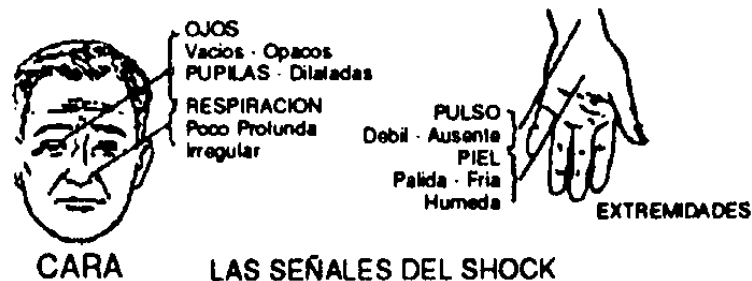 OJOS
Vacios - Opacos
PUPILAS - Dilatadas
RESPIRACION
Poco Profunda
Irregular
PULSO
Debil - Ausente
PIEL
Palida - Fria
Humeda
EXTREMIDADES
CARA
LAS SEÑALES DEL SHOCK